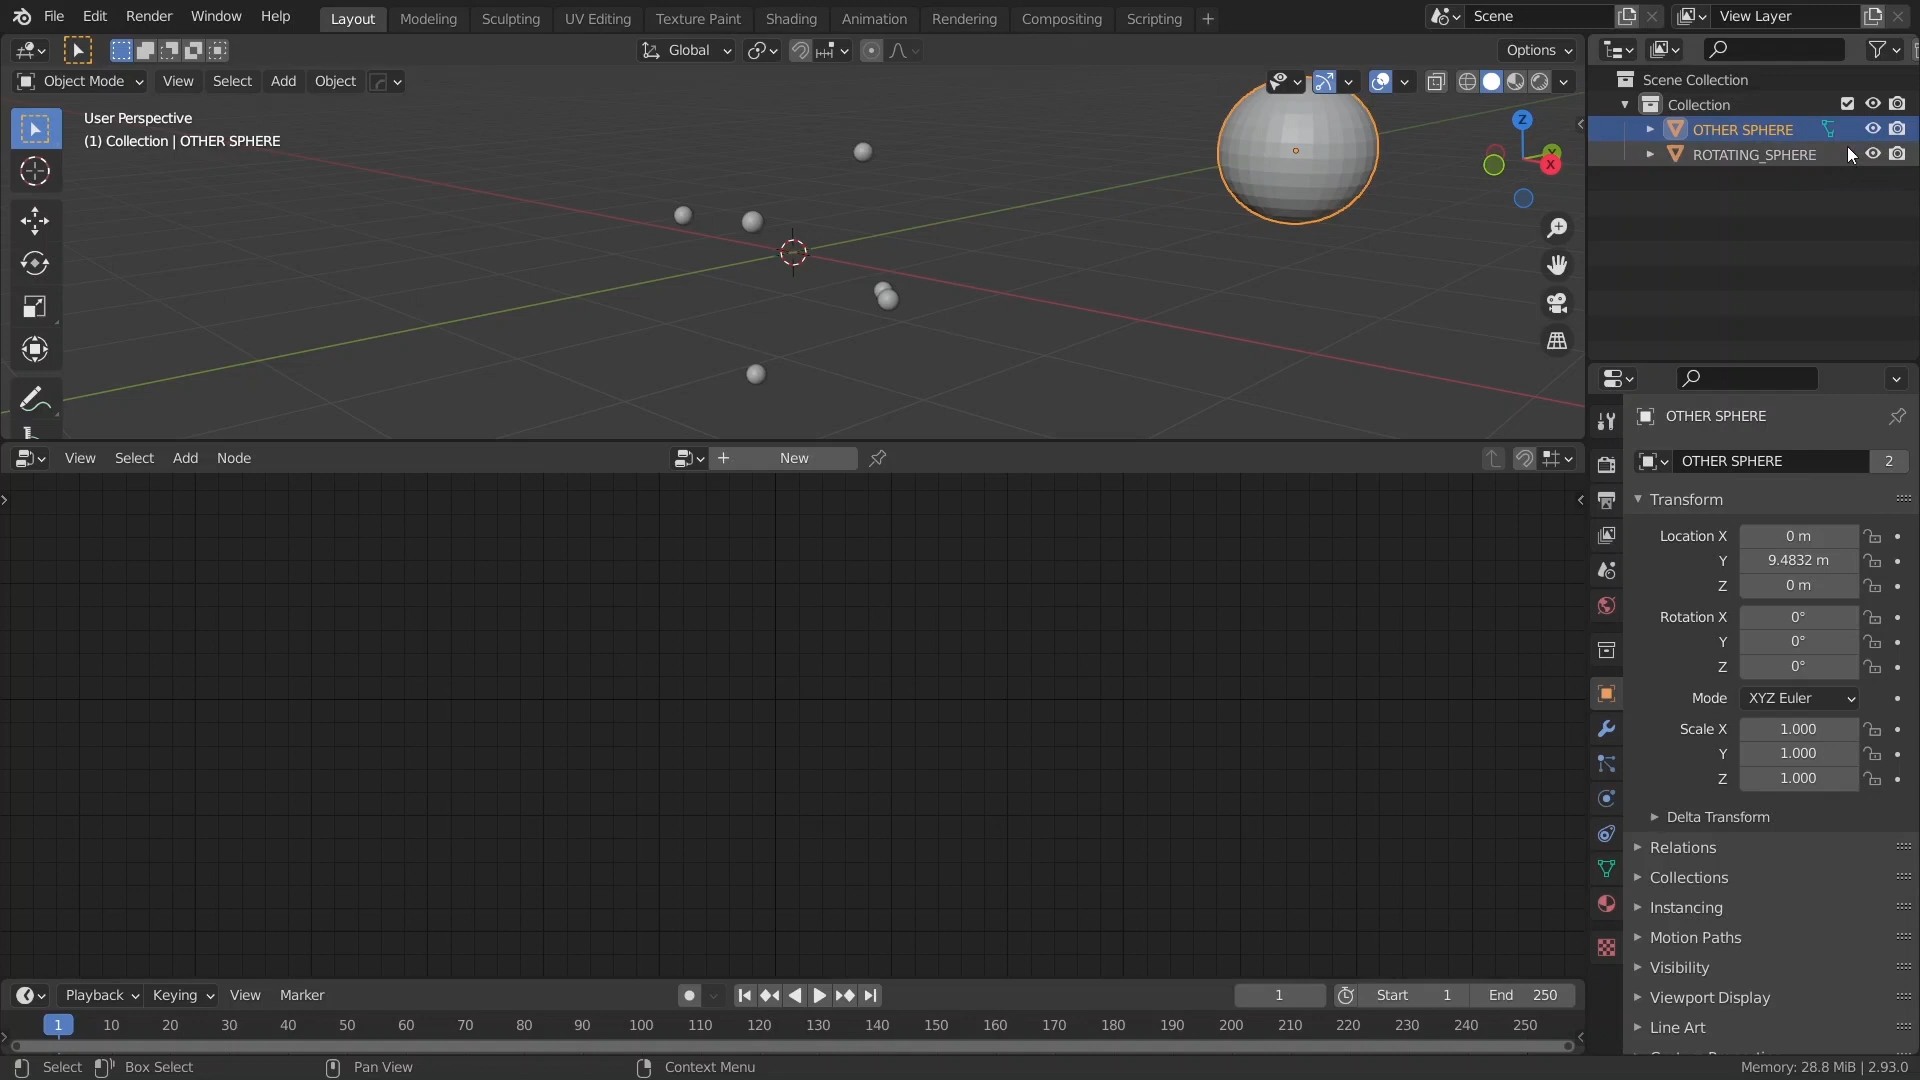 File Edit Render Window Help Layout Modeling Sculpting UV Editing Texture Paint Shading Animation Rendering Compositing Scripting + Scene View Layer
Global Options
Object Mode View Select Add Object
User Perspective
(1) Collection | OTHER SPHERE
Z
Y
X
Scene Collection
Collection
OTHER SPHERE
ROTATING_SPHERE
View Select Add Node + New
OTHER SPHERE
OTHER SPHERE 2
Transform
Location X 0 m
Y 9.4832 m
Z 0 m
Rotation X 0°
Y 0°
Z 0°
Mode XYZ Euler
Scale X 1.000
Y 1.000
Z 1.000
Delta Transform
Relations
Collections
Instancing
Motion Paths
Visibility
Viewport Display
Line Art
Playback Keying View Marker 1 Start 1 End 250
1 10 20 30 40 50 60 70 80 90 100 110 120 130 140 150 160 170 180 190 200 210 220 230 240 250
Select Box Select Pan View Context Menu Memory: 28.8 MiB | 2.93.0